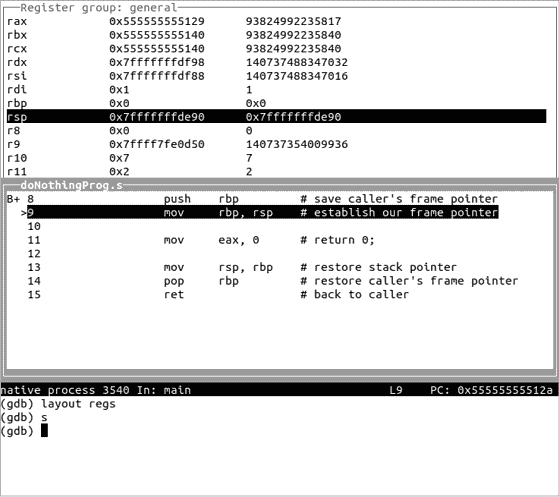 Register group: general
rax 0x555555555129 93824992235817
rbx 0x555555555140 93824992235840
rcx 0x555555555140 93824992235840
rdx 0x7fffffffdf98 140737488347032
rsi 0x7fffffffdf88 140737488347016
rdi 0x1 1
rbp 0x0 0x0
rsp 0x7fffffffde90 0x7fffffffde90
r8 0x0 0
r9 0x7ffff7fe0d50 140737354009936
r10 0x7 7
r11 0x2 2
doNothingProg.s
B+ 8 push rbp # save caller's frame pointer
>9 mov rbp, rsp # establish our frame pointer
10
11 mov eax, 0 # return 0;
12
13 mov rsp, rbp # restore stack pointer
14 pop rbp # restore caller's frame pointer
15 ret # back to caller
native process 3540 In: main L9 PC: 0x55555555512a
(gdb) layout regs
(gdb) s
(gdb)